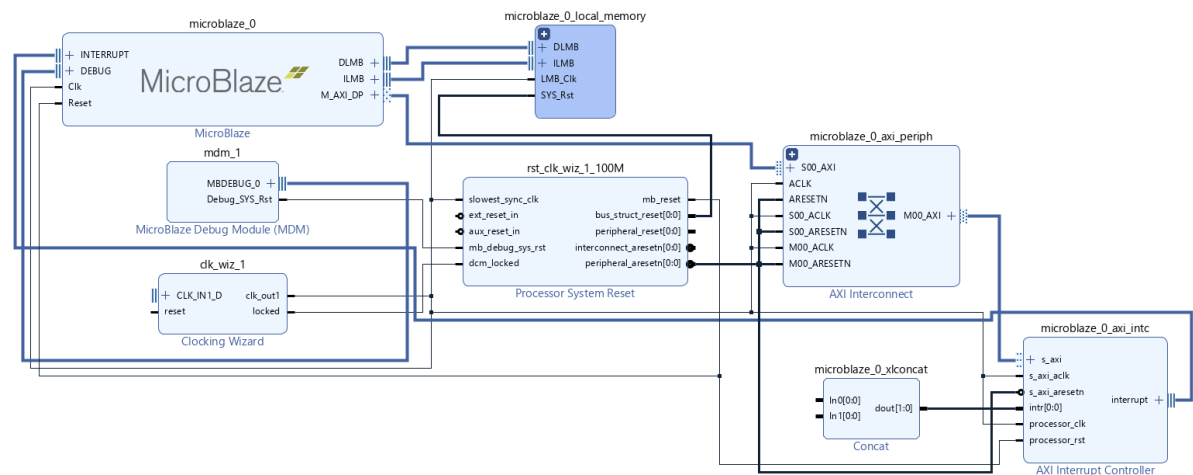 microblaze_0
INTERRUPT
DEBUG
Clk
Reset
MicroBlaze
DLMB
ILMB
M_AXI_DP
MicroBlaze
microblaze_0_local_memory
DLMB
ILMB
LMB_Clk
SYS_Rst
mdm_1
MBDEBUG_0
Debug_SYS_Rst
MicroBlaze Debug Module (MDM)
clk_wiz_1
CLK_IN1_D
reset
clk_out1
locked
Clocking Wizard
rst_clk_wiz_1_100M
slowest_sync_clk
ext_reset_in
aux_reset_in
mb_debug_sys_rst
dcm_locked
mb_reset
bus_struct_reset[0:0]
peripheral_reset[0:0]
interconnect_aresetn[0:0]
peripheral_aresetn[0:0]
Processor System Reset
microblaze_0_axi_periph
S00_AXI
ACLK
ARESETN
S00_ACLK
S00_ARESETN
M00_ACLK
M00_ARESETN
M00_AXI
AXI Interconnect
microblaze_0_xlconcat
In0[0:0]
In1[0:0]
dout[1:0]
Concat
microblaze_0_axi_intc
s_axi
s_axi_aclk
s_axi_aresetn
intr[0:0]
processor_clk
processor_rst
interrupt
AXI Interrupt Controller